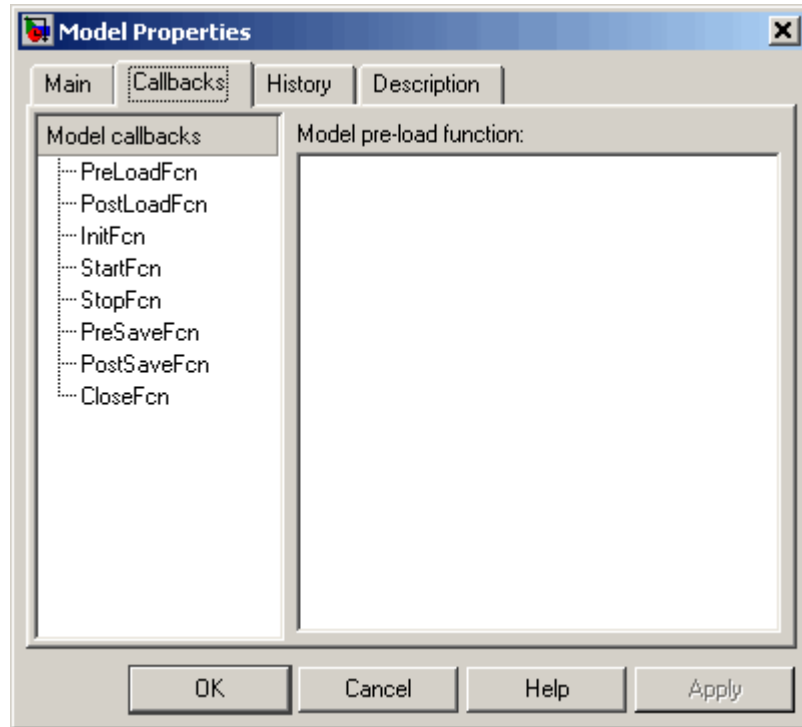 Model Properties
Main Callbacks History Description
Model callbacks
PreLoadFcn
PostLoadFcn
InitFcn
StartFcn
StopFcn
PreSaveFcn
PostSaveFcn
CloseFcn
Model pre-load function:
OK Cancel Help Apply